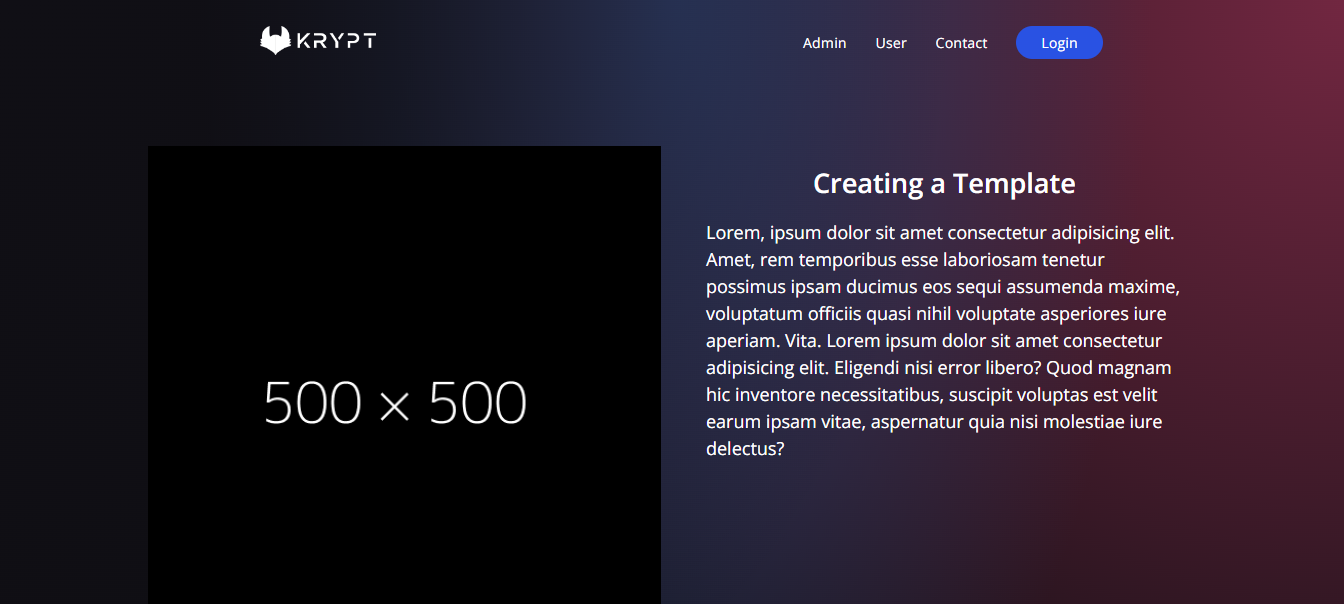 KRYPT
Admin
User
Contact
Login
500 × 500
Creating a Template
Lorem, ipsum dolor sit amet consectetur adipisicing elit.
Amet, rem temporibus esse laboriosam tenetur
possimus ipsam ducimus eos sequi assumenda maxime,
voluptatum officiis quasi nihil voluptate asperiores iure
aperiam. Vita. Lorem ipsum dolor sit amet consectetur
adipisicing elit. Eligendi nisi error libero? Quod magnam
hic inventore necessitatibus, suscipit voluptas est velit
earum ipsam vitae, aspernatur quia nisi molestiae iure
delectus?